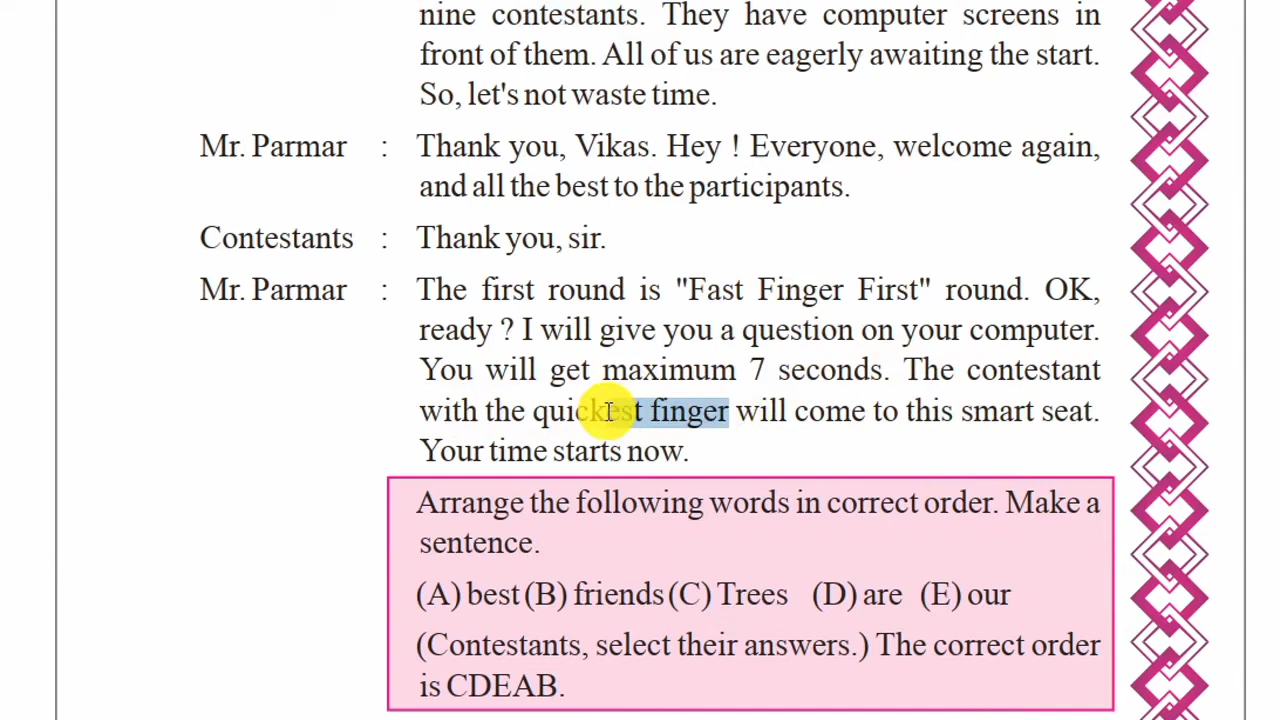 nine contestants. They have computer screens in
front of them. All of us are eagerly awaiting the start.
So, let's not waste time.
Mr. Parmar : Thank you, Vikas. Hey ! Everyone, welcome again,
and all the best to the participants.
Contestants : Thank you, sir.
Mr. Parmar : The first round is "Fast Finger First" round. OK,
ready ? I will give you a question on your computer.
You will get maximum 7 seconds. The contestant
with the quickest finger will come to this smart seat.
Your time starts now.
Arrange the following words in correct order. Make a
sentence.
(A) best (B) friends (C) Trees (D) are (E) our
(Contestants, select their answers.) The correct order
is CDEAB.